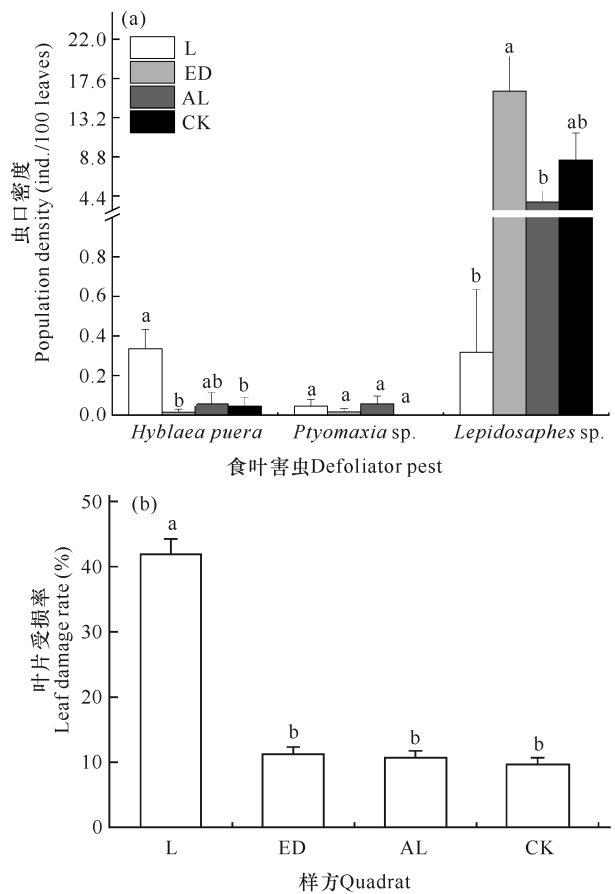 (a)
L
ED
AL
CK
虫口密度
Population density (ind./100 leaves)
22.0
17.6
13.2
8.8
4.4
0.8
0.6
0.4
0.2
0.0
a
b
ab
b
a
a
a
a
b
a
b
ab
Hyblaea puera
Ptyomaxia sp.
Lepidosaphes sp.
食叶害虫Defoliator pest
(b)
叶片受损率
Leaf damage rate (%)
50
40
30
20
10
0
a
b
b
b
L
ED
AL
CK
样方Quadrat